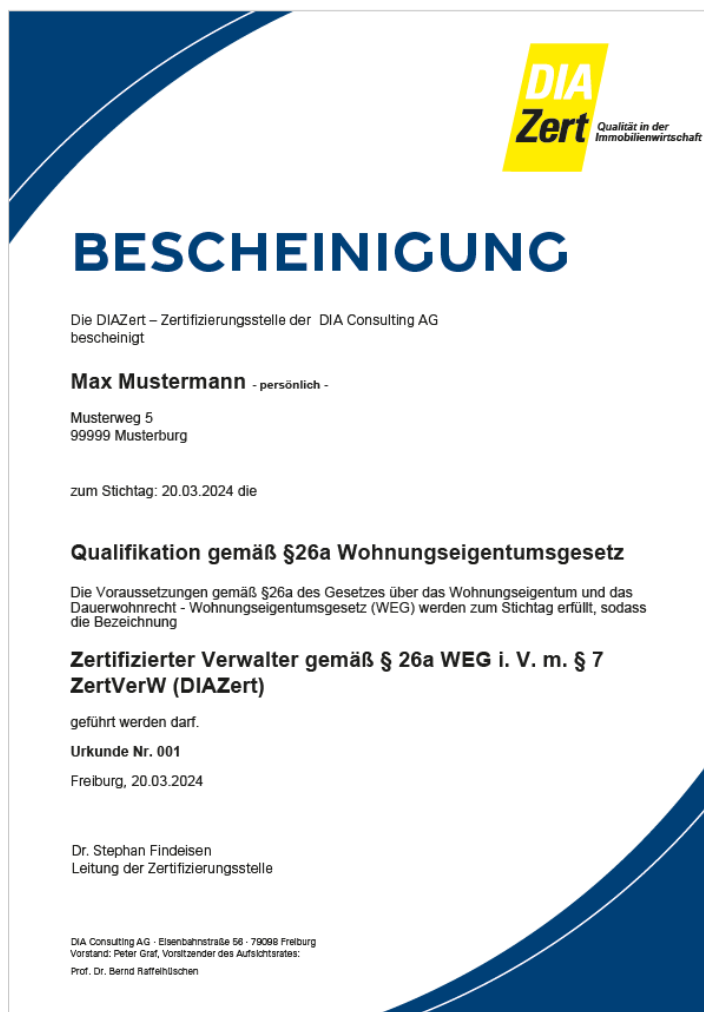 DIA
Zert
Qualität in der
Immobilienwirtschaft
BESCHEINIGUNG
Die DIAZert – Zertifizierungsstelle der DIA Consulting AG
bescheinigt
Max Mustermann - persönlich -
Musterweg 5
99999 Musterburg
zum Stichtag: 20.03.2024 die
Qualifikation gemäß §26a Wohnungseigentumsgesetz
Die Voraussetzungen gemäß §26a des Gesetzes über das Wohnungseigentum und das
Dauerwohnrecht - Wohnungseigentumsgesetz (WEG) werden zum Stichtag erfüllt, sodass
die Bezeichnung
Zertifizierter Verwalter gemäß § 26a WEG i. V. m. § 7
ZertVerW (DIAZert)
geführt werden darf.
Urkunde Nr. 001
Freiburg, 20.03.2024
Dr. Stephan Findeisen
Leitung der Zertifizierungsstelle
DIA Consulting AG · Eisenbahnstraße 56 · 79098 Freiburg
Vorstand: Peter Graf, Vorsitzender des Aufsichtsrates:
Prof. Dr. Bernd Raffelhüschen